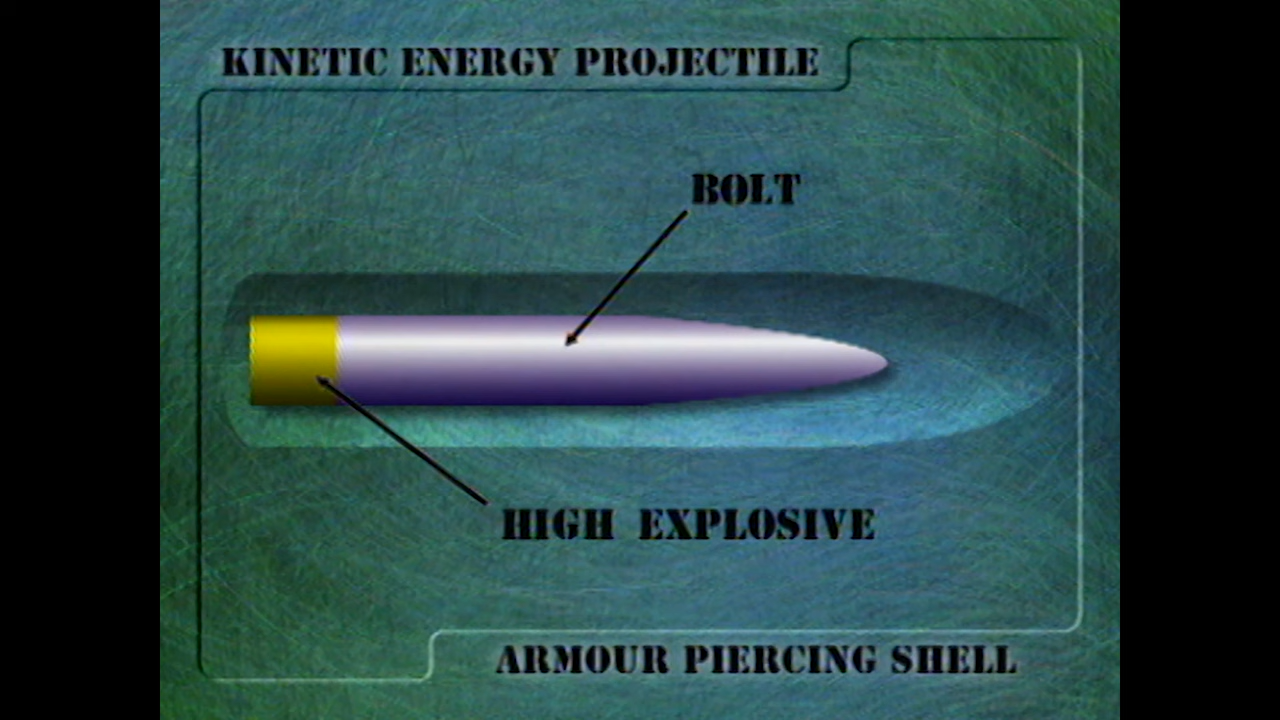 KINETIC ENERGY PROJECTILE
BOLT
HIGH EXPLOSIVE
ARMOUR PIERCING SHELL